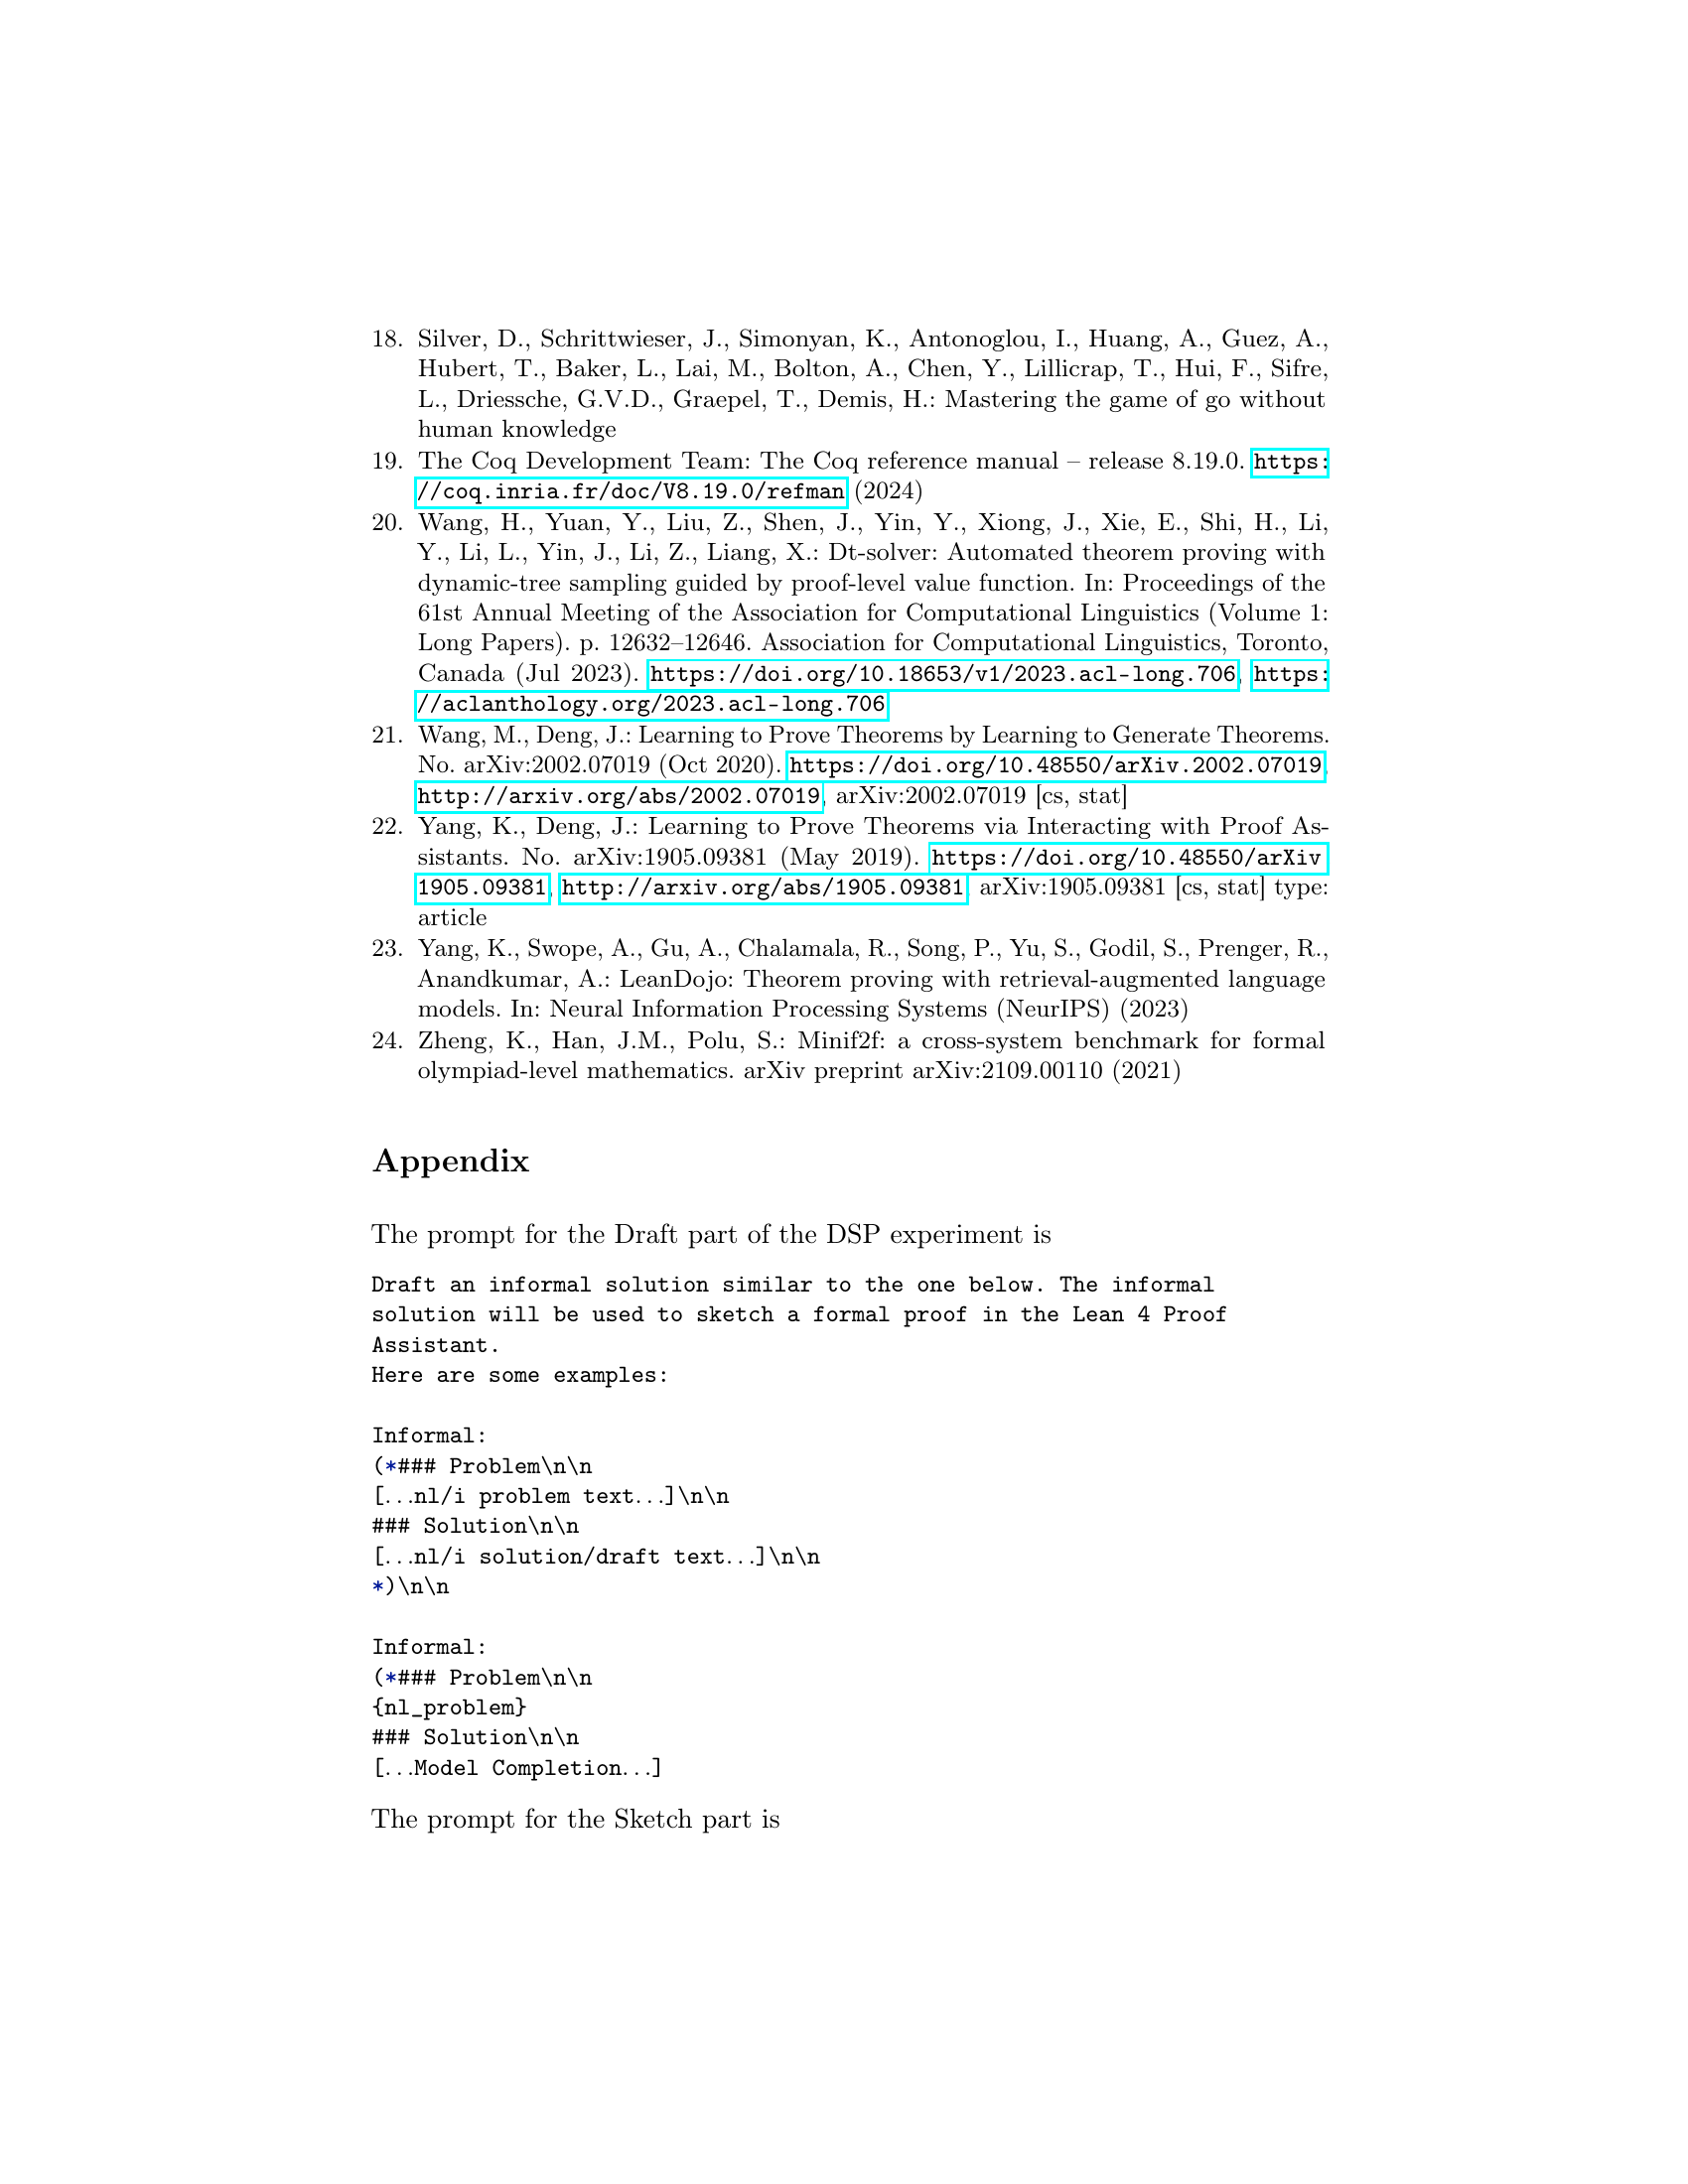 18. Silver, D., Schrittwieser, J., Simonyan, K., Antonoglou, I., Huang, A., Guez, A.,
Hubert, T., Baker, L., Lai, M., Bolton, A., Chen, Y., Lillicrap, T., Hui, F., Sifre,
L., Driessche, G.V.D., Graepel, T., Demis, H.: Mastering the game of go without
human knowledge
19. The Coq Development Team: The Coq reference manual – release 8.19.0. https:
//coq.inria.fr/doc/V8.19.0/refman (2024)
20. Wang, H., Yuan, Y., Liu, Z., Shen, J., Yin, Y., Xiong, J., Xie, E., Shi, H., Li,
Y., Li, L., Yin, J., Li, Z., Liang, X.: Dt-solver: Automated theorem proving with
dynamic-tree sampling guided by proof-level value function. In: Proceedings of the
61st Annual Meeting of the Association for Computational Linguistics (Volume 1:
Long Papers). p. 12632–12646. Association for Computational Linguistics, Toronto,
Canada (Jul 2023). https://doi.org/10.18653/v1/2023.acl-long.706, https:
//aclanthology.org/2023.acl-long.706
21. Wang, M., Deng, J.: Learning to Prove Theorems by Learning to Generate Theorems.
No. arXiv:2002.07019 (Oct 2020). https://doi.org/10.48550/arXiv.2002.07019,
http://arxiv.org/abs/2002.07019, arXiv:2002.07019 [cs, stat]
22. Yang, K., Deng, J.: Learning to Prove Theorems via Interacting with Proof As-
sistants. No. arXiv:1905.09381 (May 2019). https://doi.org/10.48550/arXiv.
1905.09381, http://arxiv.org/abs/1905.09381, arXiv:1905.09381 [cs, stat] type:
article
23. Yang, K., Swope, A., Gu, A., Chalamala, R., Song, P., Yu, S., Godil, S., Prenger, R.,
Anandkumar, A.: LeanDojo: Theorem proving with retrieval-augmented language
models. In: Neural Information Processing Systems (NeurIPS) (2023)
24. Zheng, K., Han, J.M., Polu, S.: Minif2f: a cross-system benchmark for formal
olympiad-level mathematics. arXiv preprint arXiv:2109.00110 (2021)
Appendix
The prompt for the Draft part of the DSP experiment is
Draft an informal solution similar to the one below. The informal
solution will be used to sketch a formal proof in the Lean 4 Proof
Assistant.
Here are some examples:
Informal:
(*### Problem\n\n
[...nl/i problem text...]\n\n
### Solution\n\n
[...nl/i solution/draft text...]\n\n
*)\n\n
Informal:
(*### Problem\n\n
{nl_problem}
### Solution\n\n
[...Model Completion...]
The prompt for the Sketch part is